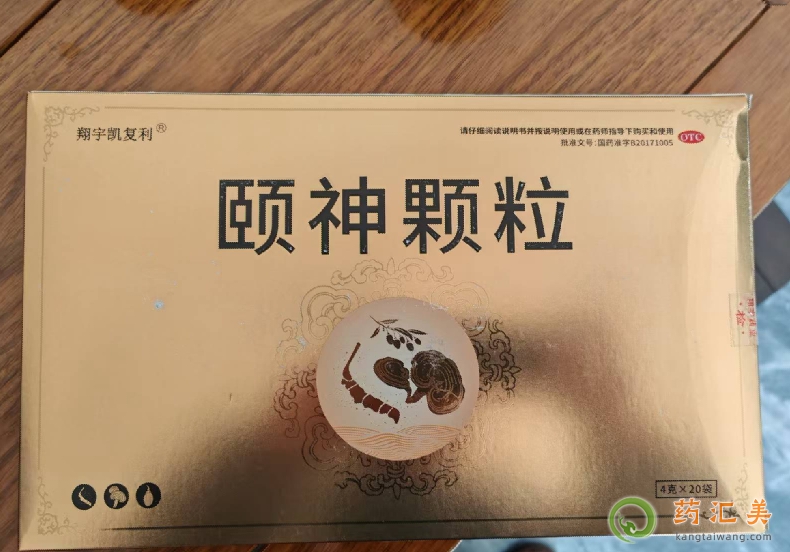 翔宇凯复利®
请仔细阅读说明书并按说明使用或在药师指导下购买和使用
批准文号:国药准字B20171005
OTC
颐神颗粒
检
4克×20袋
药汇美
kangtaiwang.com